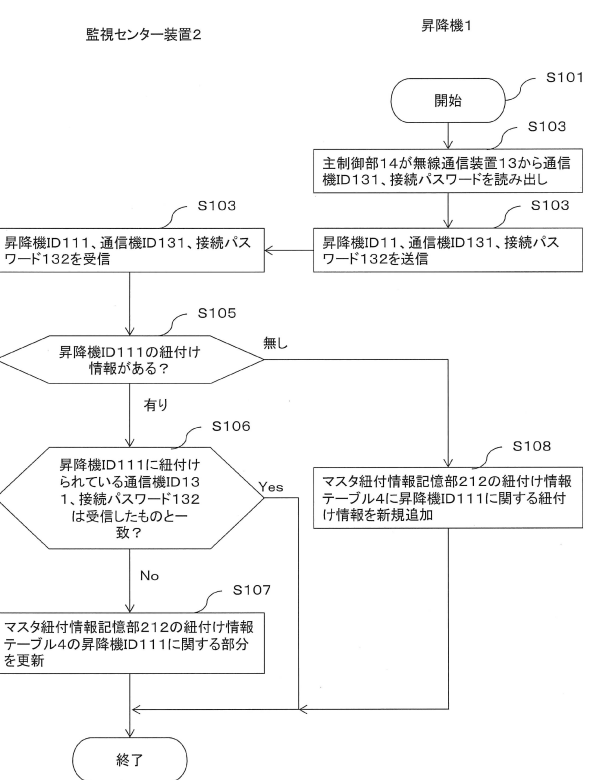 監視センター装置2
昇降機1
S101
開始
S103
主制御部14が無線通信装置13から通信
機ID131、接続パスワードを読み出し
S103
昇降機ID11、通信機ID131、接続パス
ワード132を送信
S103
昇降機ID111、通信機ID131、接続パス
ワード132を受信
S105
昇降機ID111の紐付け
情報がある？
無し
有り
S106
昇降機ID111に紐付け
られている通信機ID13
1、接続パスワード132
は受信したものと一
致？
Yes
No
S108
マスタ紐付情報記憶部212の紐付け情報
テーブル4に昇降機ID111に関する紐付
け情報を新規追加
S107
マスタ紐付情報記憶部212の紐付け情報
テーブル4の昇降機ID111に関する部分
を更新
終了